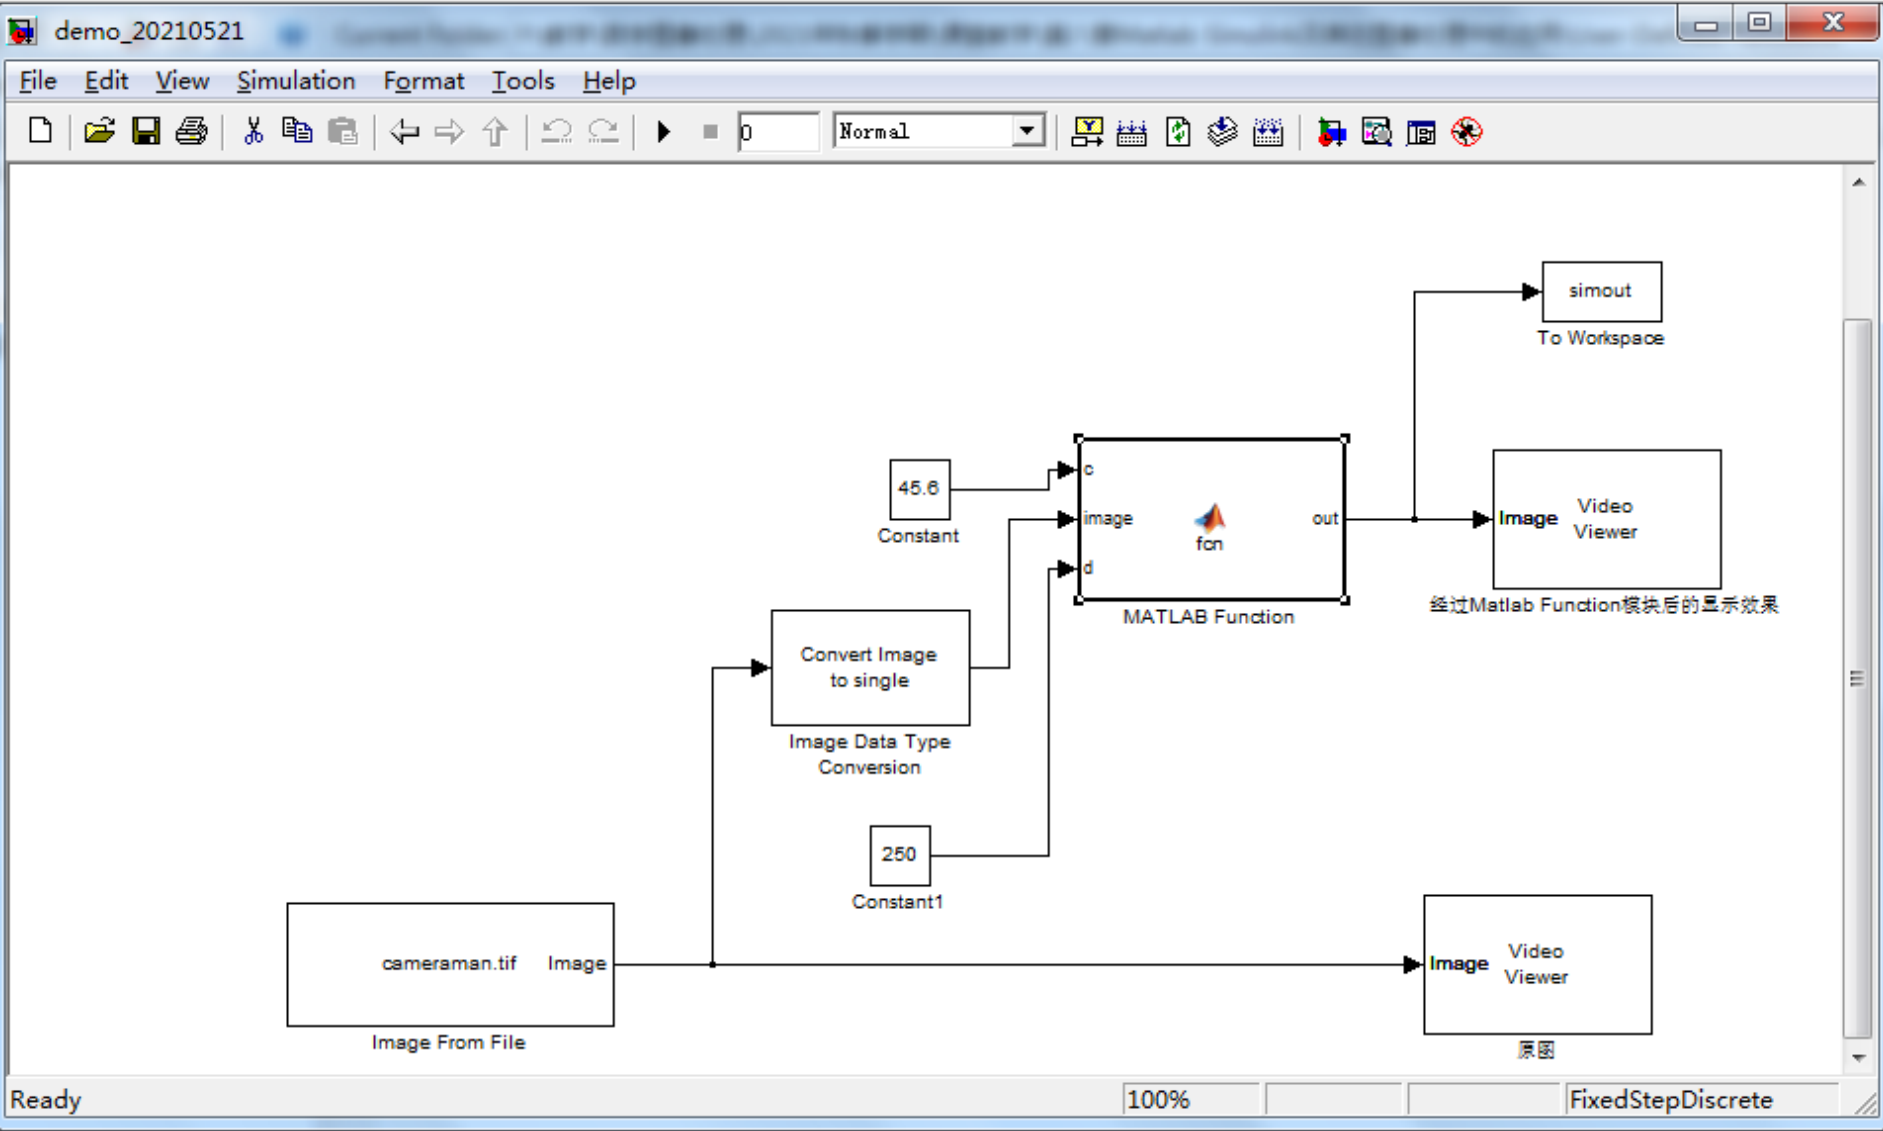 demo_20210521
File Edit View Simulation Format Tools Help
0 Normal
simout
To Workspace
45.6
Constant
c
image
d
fcn
out
MATLAB Function
Image
Video
Viewer
经过Matlab Function模块后的显示效果
Convert Image
to single
Image Data Type
Conversion
250
Constant1
cameraman.tif Image
Image From File
Image
Video
Viewer
原图
Ready 100% FixedStepDiscrete